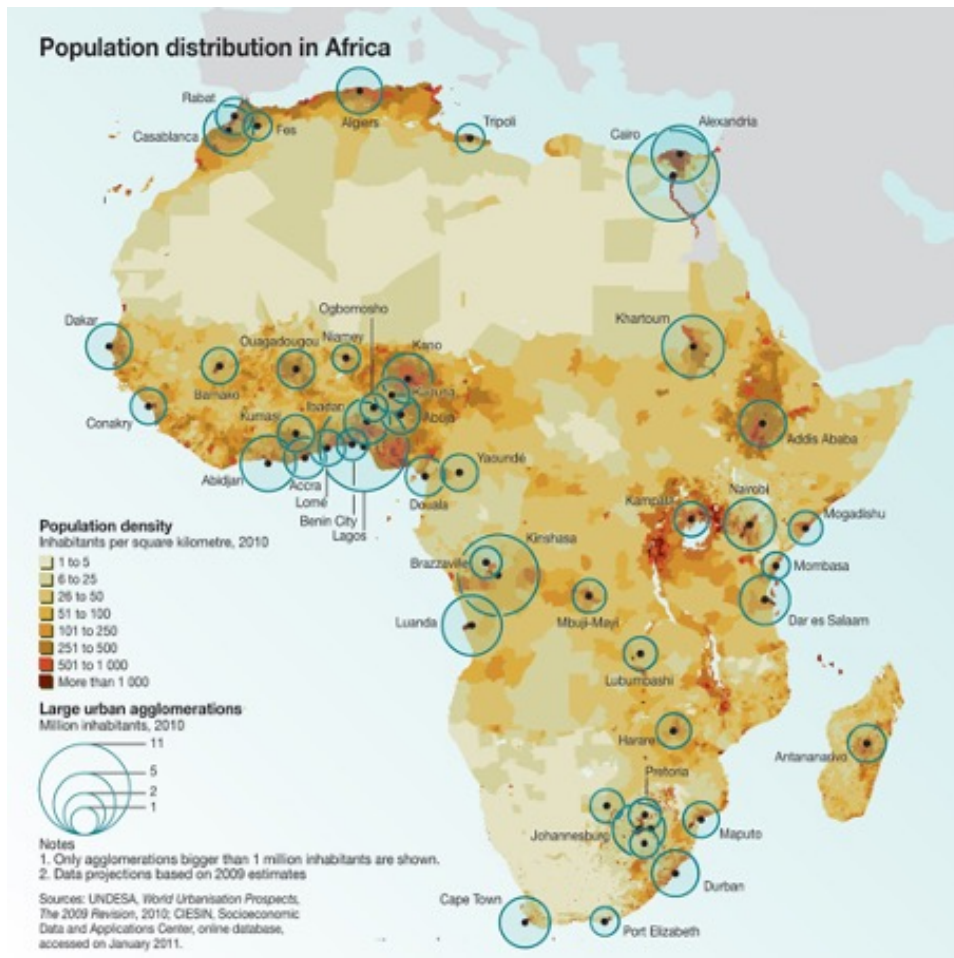 Population distribution in Africa
Rabat
Casablanca
Fes
Algiers
Tripoli
Cairo
Alexandria
Dakar
Ogbomosho
Ouagadougou
Niamey
Kano
Khartoum
Bamako
Kaduna
Conakry
Kumasi
Ibadan
Abuja
Addis Ababa
Abidjan
Accra
Lomé
Benin City
Lagos
Douala
Yaoundé
Kampala
Nairobi
Mogadishu
Population density
Inhabitants per square kilometre, 2010
1 to 5
6 to 25
26 to 50
51 to 100
101 to 250
251 to 500
501 to 1 000
More than 1 000
Kinshasa
Brazzaville
Mombasa
Luanda
Mbuji-Mayi
Dar es Salaam
Lubumbashi
Large urban agglomerations
Million inhabitants, 2010
11
5
2
1
Harare
Antananarivo
Pretoria
Johannesburg
Maputo
Durban
Cape Town
Port Elizabeth
Notes
1. Only agglomerations bigger than 1 million inhabitants are shown.
2. Data projections based on 2009 estimates
Sources: UNDESA, World Urbanisation Prospects,
The 2009 Revision, 2010; CIESIN, Socioeconomic
Data and Applications Center, online database,
accessed on January 2011.